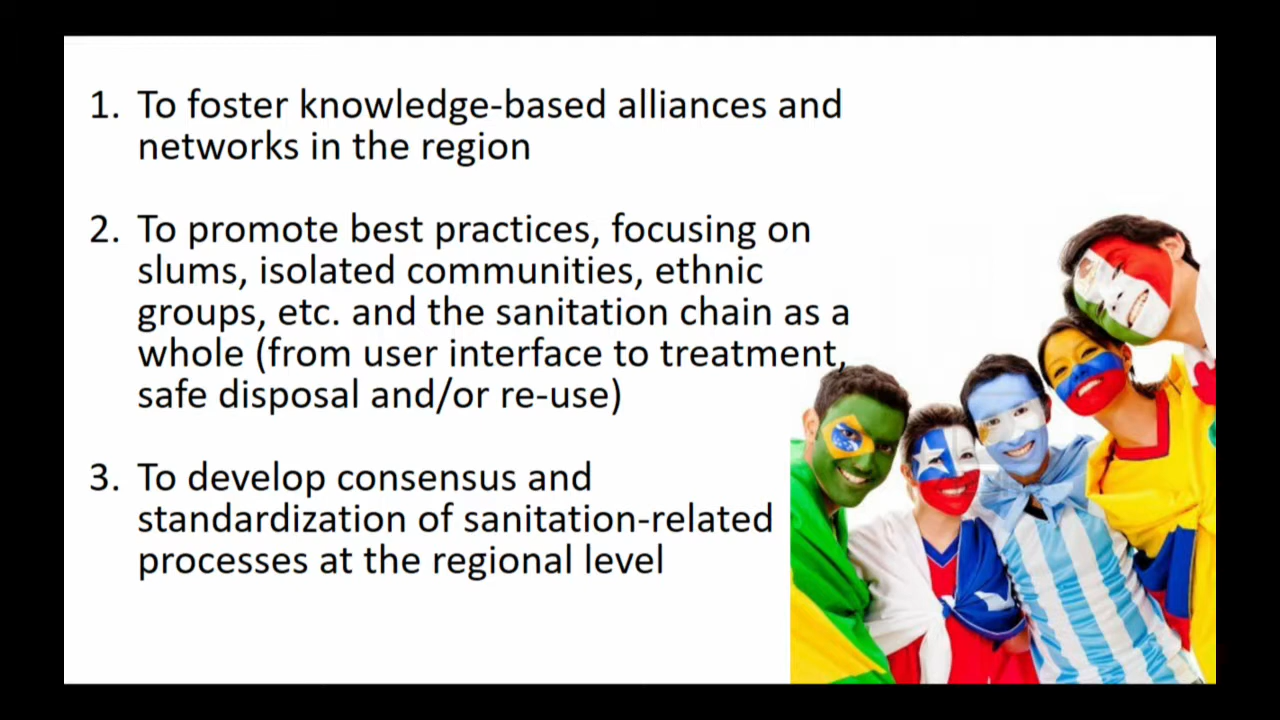 1. To foster knowledge-based alliances and
networks in the region
2. To promote best practices, focusing on
slums, isolated communities, ethnic
groups, etc. and the sanitation chain as a
whole (from user interface to treatment,
safe disposal and/or re-use)
3. To develop consensus and
standardization of sanitation-related
processes at the regional level